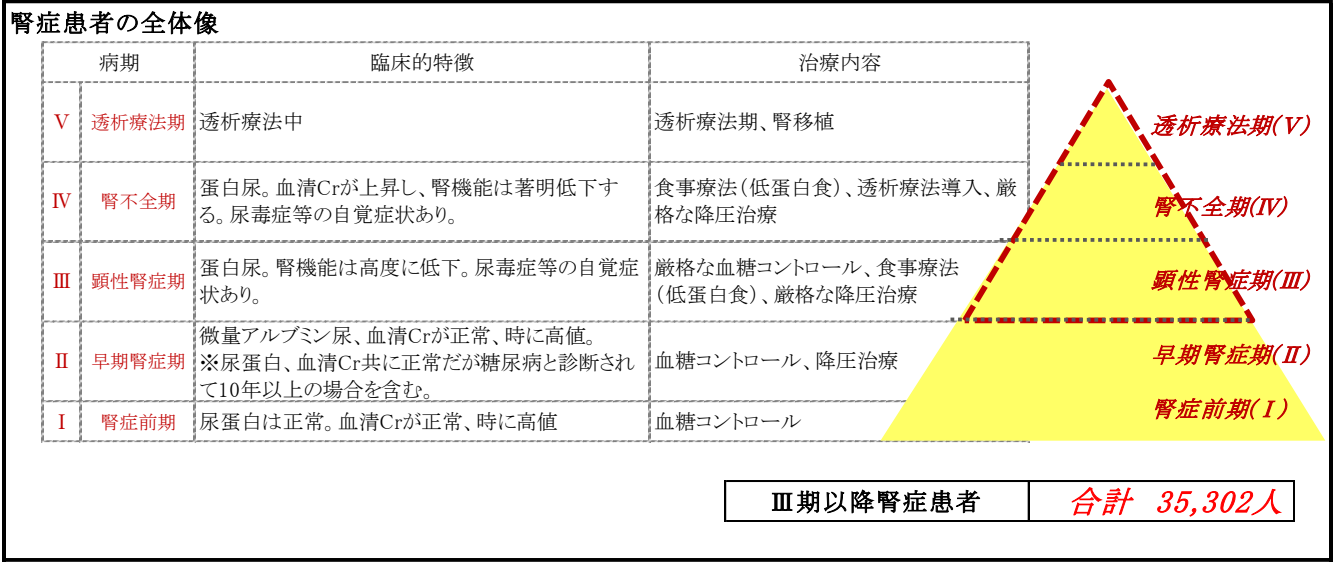 腎症患者の全体像
病期 臨床的特徴 治療内容
Ⅴ 透析療法期 透析療法中 透析療法期、腎移植
Ⅳ 腎不全期
蛋白尿。血清Crが上昇し、腎機能は著明低下す
る。尿毒症等の自覚症状あり。
食事療法（低蛋白食）、透析療法導入、厳
格な降圧治療
Ⅲ 顕性腎症期
蛋白尿。腎機能は高度に低下。尿毒症等の自覚症
状あり。
厳格な血糖コントロール、食事療法
（低蛋白食）、厳格な降圧治療
Ⅱ 早期腎症期
微量アルブミン尿、血清Crが正常、時に高値。
※尿蛋白、血清Cr共に正常だが糖尿病と診断され
て10年以上の場合を含む。
血糖コントロール、降圧治療
Ⅰ 腎症前期 尿蛋白は正常。血清Crが正常、時に高値 血糖コントロール
透析療法期(Ⅴ)
腎不全期(Ⅳ)
顕性腎症期(Ⅲ)
早期腎症期(Ⅱ)
腎症前期(Ⅰ)
Ⅲ期以降腎症患者 合計 35,302人